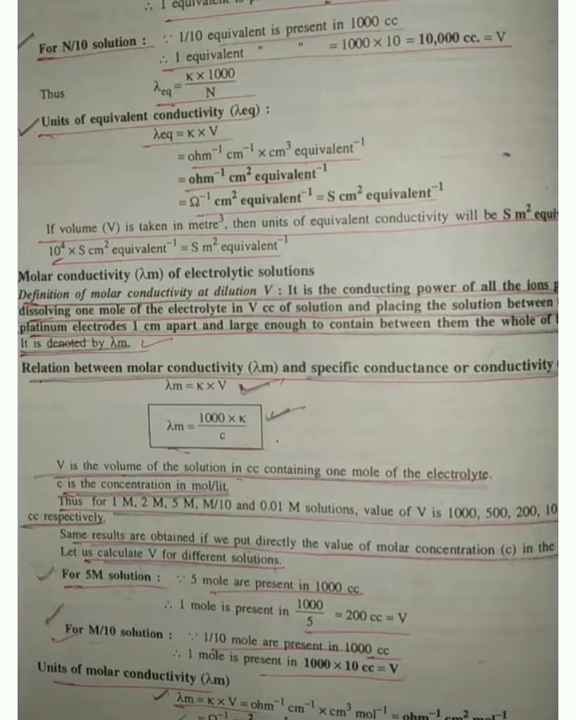 ∴ 1 equivalent is
For N/10 solution : ∵ 1/10 equivalent is present in 1000 cc
∴ 1 equivalent " " = 1000 × 10 = 10,000 cc. = V
Thus λeq = κ × 1000 / N
Units of equivalent conductivity (λeq) :
λeq = κ × V
= ohm⁻¹ cm⁻¹ × cm³ equivalent⁻¹
= ohm⁻¹ cm² equivalent⁻¹
= Ω⁻¹ cm² equivalent⁻¹ = S cm² equivalent⁻¹
If volume (V) is taken in metre³, then units of equivalent conductivity will be S m² equi
10⁴ × S cm² equivalent⁻¹ = S m² equivalent⁻¹
Molar conductivity (λm) of electrolytic solutions
Definition of molar conductivity at dilution V : It is the conducting power of all the ions p
dissolving one mole of the electrolyte in V cc of solution and placing the solution between
platinum electrodes 1 cm apart and large enough to contain between them the whole of
It is denoted by λm.
Relation between molar conductivity (λm) and specific conductance or conductivity
λm = κ × V
λm = 1000 × κ / c
V is the volume of the solution in cc containing one mole of the electrolyte.
c is the concentration in mol/lit.
Thus for 1 M, 2 M, 5 M, M/10 and 0.01 M solutions, value of V is 1000, 500, 200, 10
cc respectively.
Same results are obtained if we put directly the value of molar concentration (c) in the
Let us calculate V for different solutions.
For 5M solution : ∵ 5 mole are present in 1000 cc
∴ 1 mole is present in 1000/5 = 200 cc = V
For M/10 solution : ∵ 1/10 mole are present in 1000 cc
∴ 1 mole is present in 1000 × 10 cc = V
Units of molar conductivity (λm)
λm = κ × V = ohm⁻¹ cm⁻¹ × cm³ mol⁻¹ = ohm⁻¹ cm² mol⁻¹